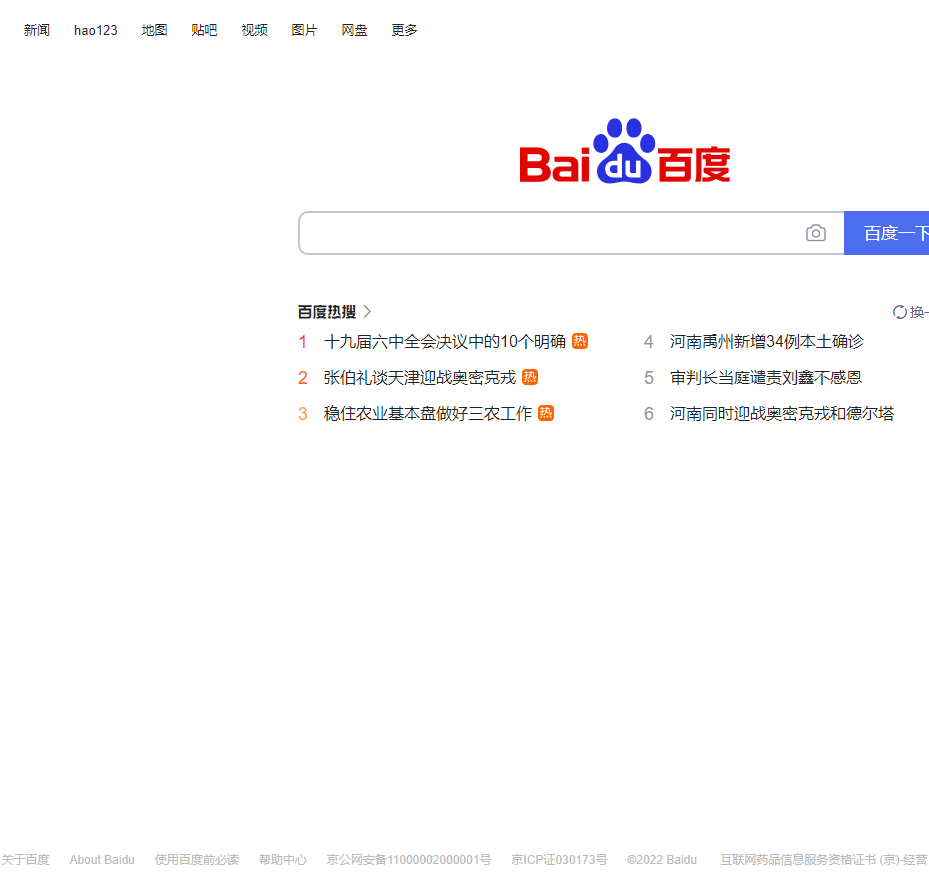 新闻 hao123 地图 贴吧 视频 图片 网盘 更多
Bai du 百度
百度一下
百度热搜 换一
1 十九届六中全会决议中的10个明确 热 4 河南禹州新增34例本土确诊
2 张伯礼谈天津迎战奥密克戎 热 5 审判长当庭谴责刘鑫不感恩
3 稳住农业基本盘做好三农工作 热 6 河南同时迎战奥密克戎和德尔塔
关于百度 About Baidu 使用百度前必读 帮助中心 京公网安备11000002000001号 京ICP证030173号 ©2022 Baidu 互联网药品信息服务资格证书 (京)-经营